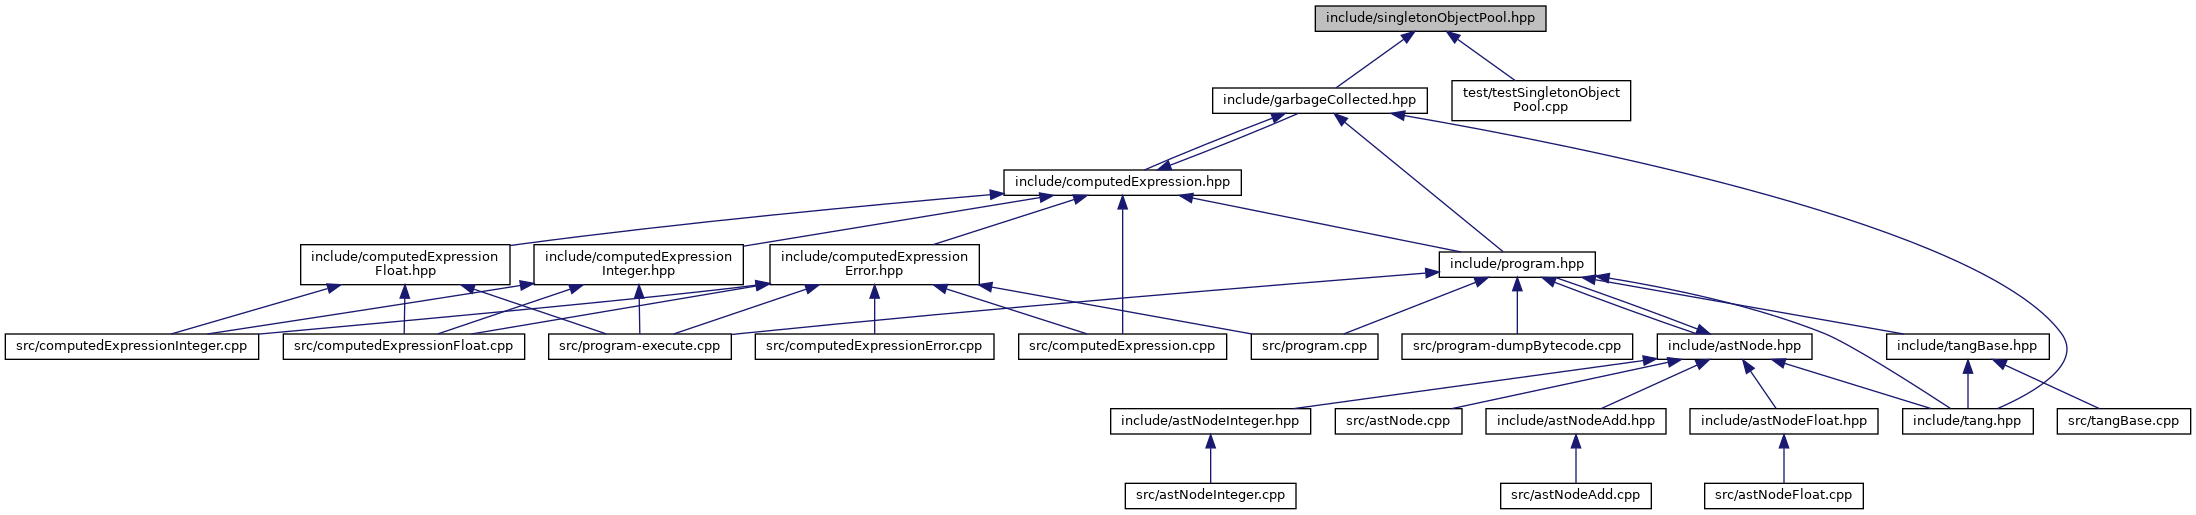 include/singletonObjectPool.hpp
include/garbageCollected.hpp
test/testSingletonObject
Pool.cpp
include/computedExpression.hpp
include/computedExpression
Float.hpp
include/computedExpression
Integer.hpp
include/computedExpression
Error.hpp
include/program.hpp
src/computedExpressionInteger.cpp
src/computedExpressionFloat.cpp
src/program-execute.cpp
src/computedExpressionError.cpp
src/computedExpression.cpp
src/program.cpp
src/program-dumpBytecode.cpp
include/astNode.hpp
include/tangBase.hpp
include/astNodeInteger.hpp
src/astNode.cpp
include/astNodeAdd.hpp
include/astNodeFloat.hpp
include/tang.hpp
src/tangBase.cpp
src/astNodeInteger.cpp
src/astNodeAdd.cpp
src/astNodeFloat.cpp